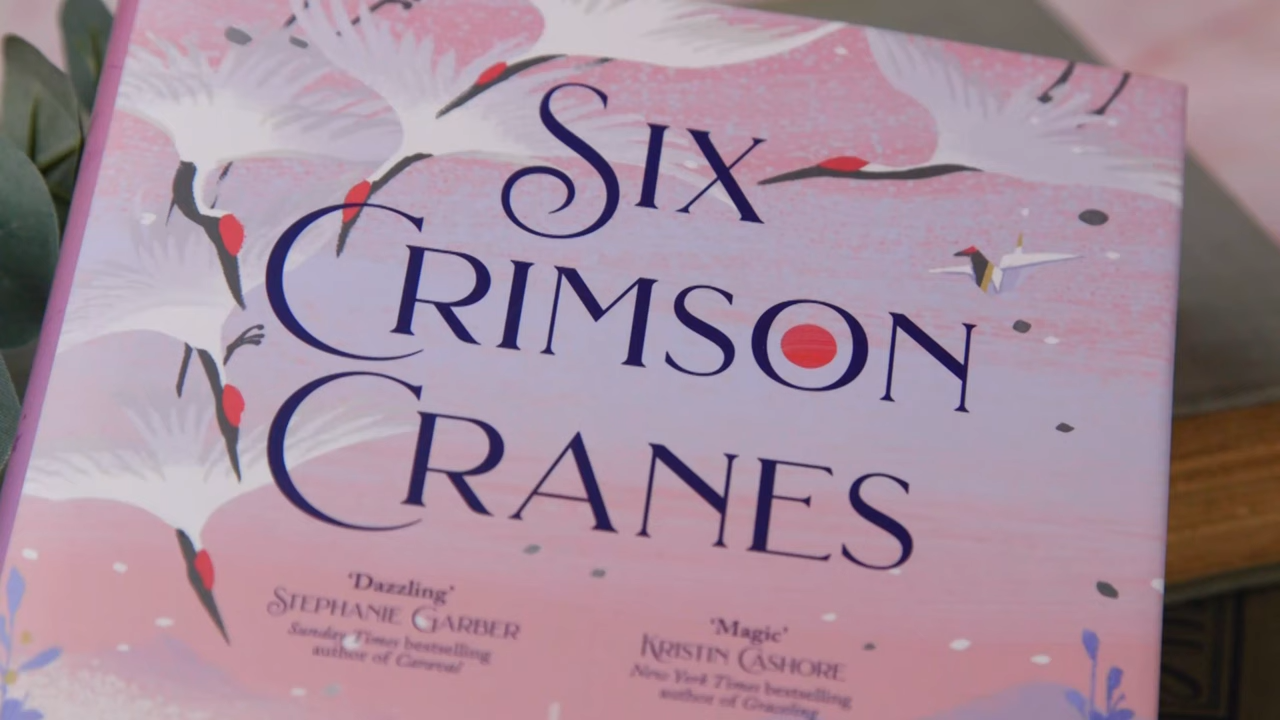 SIX
CRIMSON
CRANES
'Dazzling'
STEPHANIE GARBER
Sunday Times bestselling
author of Caraval
'Magic'
KRISTIN CASHORE
New York Times bestselling
author of Graceling